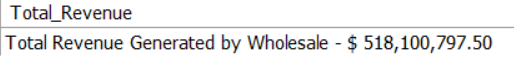 Total_Revenue
Total Revenue Generated by Wholesale - $ 518,100,797.50